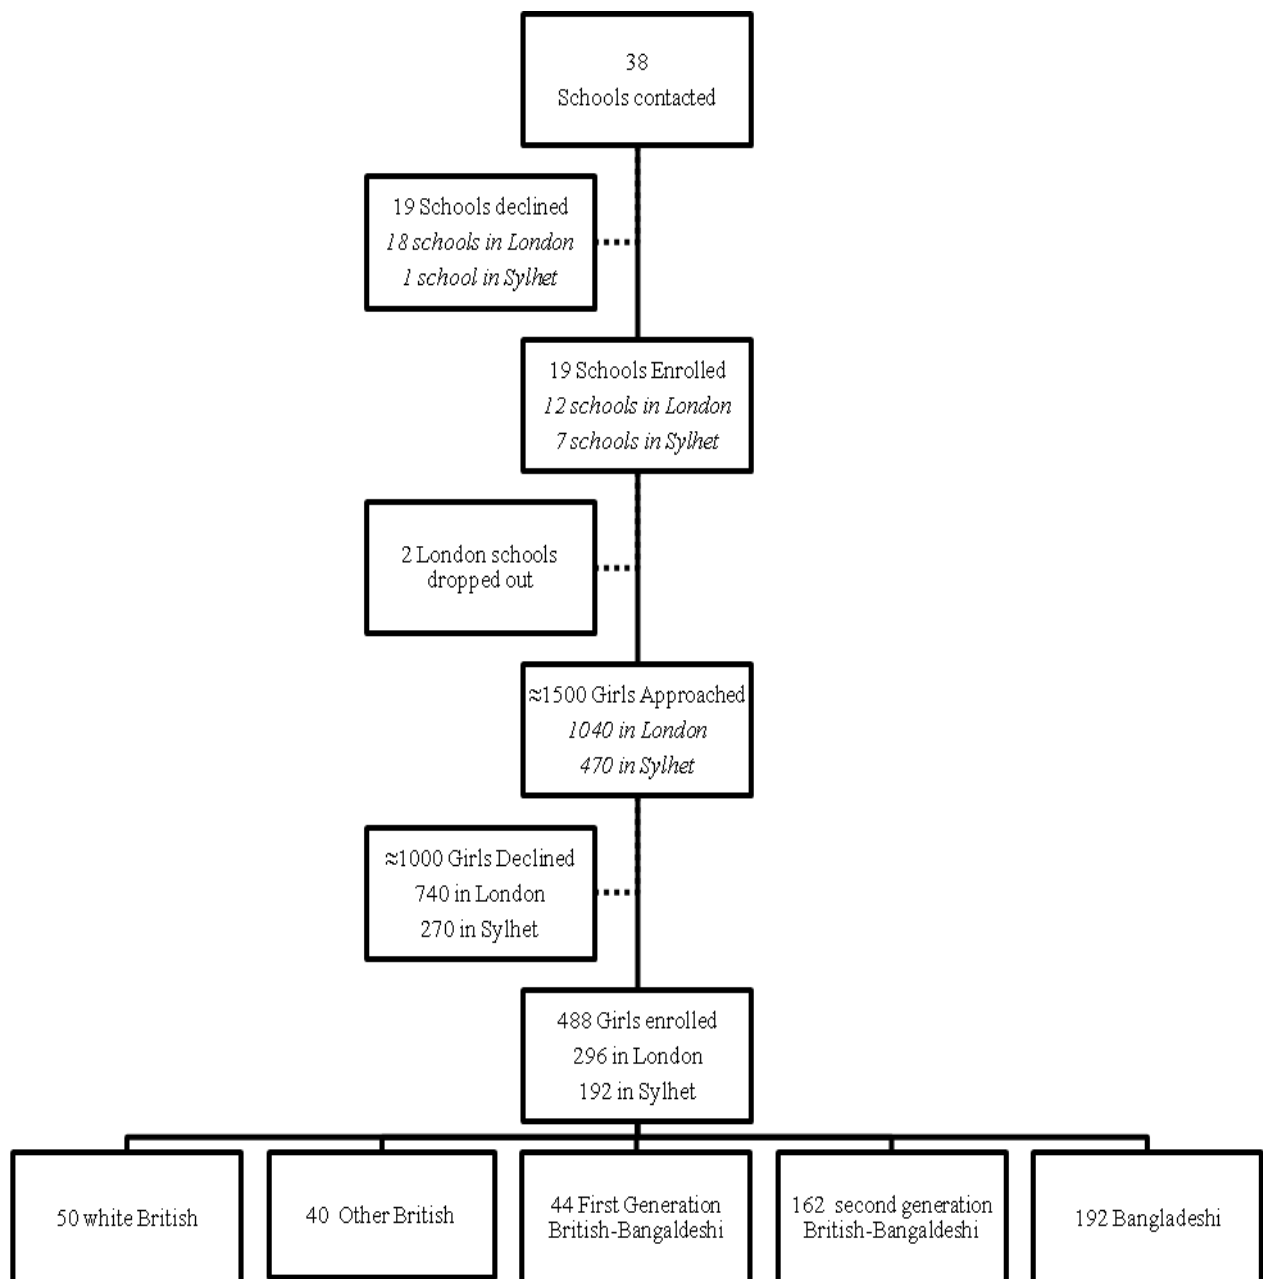 38
Schools contacted
19 Schools declined
18 schools in London
1 school in Sylhet
19 Schools Enrolled
12 schools in London
7 schools in Sylhet
2 London schools
dropped out
≈1500 Girls Approached
1040 in London
470 in Sylhet
≈1000 Girls Declined
740 in London
270 in Sylhet
488 Girls enrolled
296 in London
192 in Sylhet
50 white British
40 Other British
44 First Generation
British-Bangaldeshi
162 second generation
British-Bangaldeshi
192 Bangladeshi